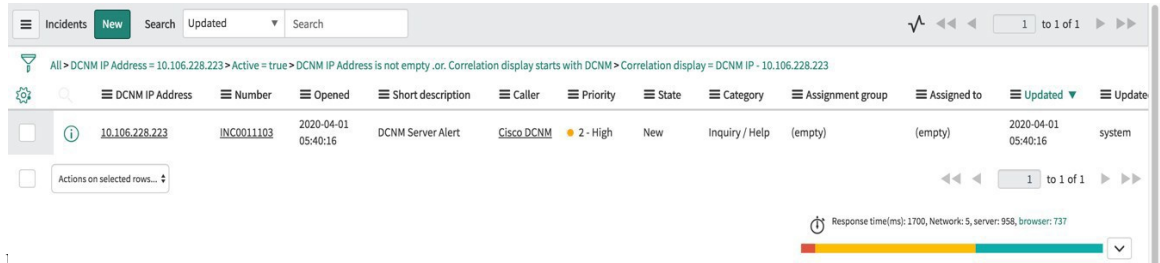 Incidents New Search Updated ▼ Search 1 to 1 of 1
All > DCNM IP Address = 10.106.228.223 > Active = true > DCNM IP Address is not empty .or. Correlation display starts with DCNM > Correlation display = DCNM IP - 10.106.228.223
DCNM IP Address Number Opened Short description Caller Priority State Category Assignment group Assigned to Updated ▼ Update
10.106.228.223 INC0011103 2020-04-01 DCNM Server Alert Cisco DCNM 2 - High New Inquiry / Help (empty) (empty) 2020-04-01 system
05:40:16 05:40:16
Actions on selected rows... 1 to 1 of 1
Response time(ms): 1700, Network: 5, server: 958, browser: 737